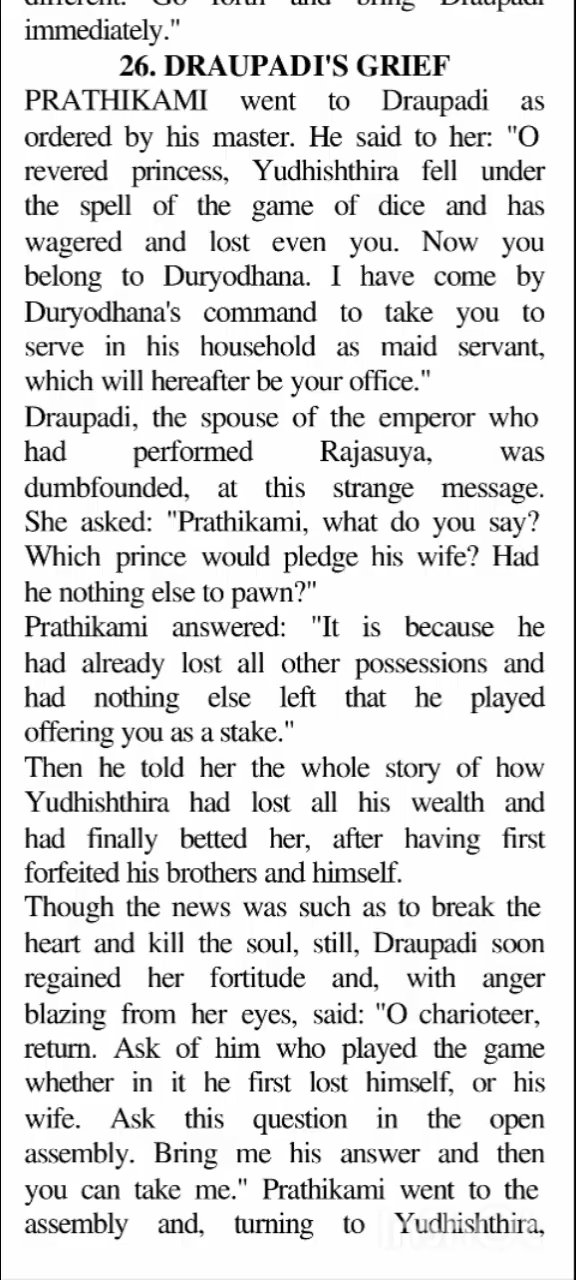 different. Go forth and bring Draupadi
immediately."
26. DRAUPADI'S GRIEF
PRATHIKAMI went to Draupadi as
ordered by his master. He said to her: "O
revered princess, Yudhishthira fell under
the spell of the game of dice and has
wagered and lost even you. Now you
belong to Duryodhana. I have come by
Duryodhana's command to take you to
serve in his household as maid servant,
which will hereafter be your office."
Draupadi, the spouse of the emperor who
had performed Rajasuya, was
dumbfounded, at this strange message.
She asked: "Prathikami, what do you say?
Which prince would pledge his wife? Had
he nothing else to pawn?"
Prathikami answered: "It is because he
had already lost all other possessions and
had nothing else left that he played
offering you as a stake."
Then he told her the whole story of how
Yudhishthira had lost all his wealth and
had finally betted her, after having first
forfeited his brothers and himself.
Though the news was such as to break the
heart and kill the soul, still, Draupadi soon
regained her fortitude and, with anger
blazing from her eyes, said: "O charioteer,
return. Ask of him who played the game
whether in it he first lost himself, or his
wife. Ask this question in the open
assembly. Bring me his answer and then
you can take me." Prathikami went to the
assembly and, turning to Yudhishthira,